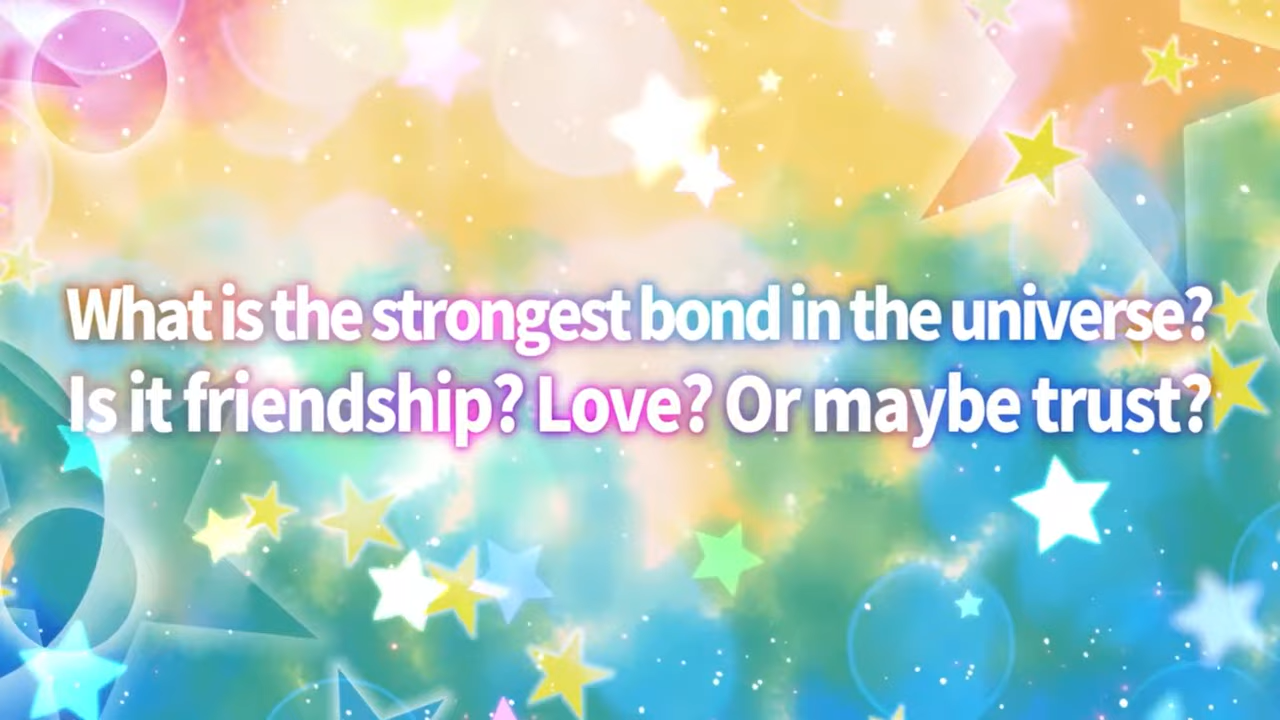 What is the strongest bond in the universe?
Is it friendship? Love? Or maybe trust?